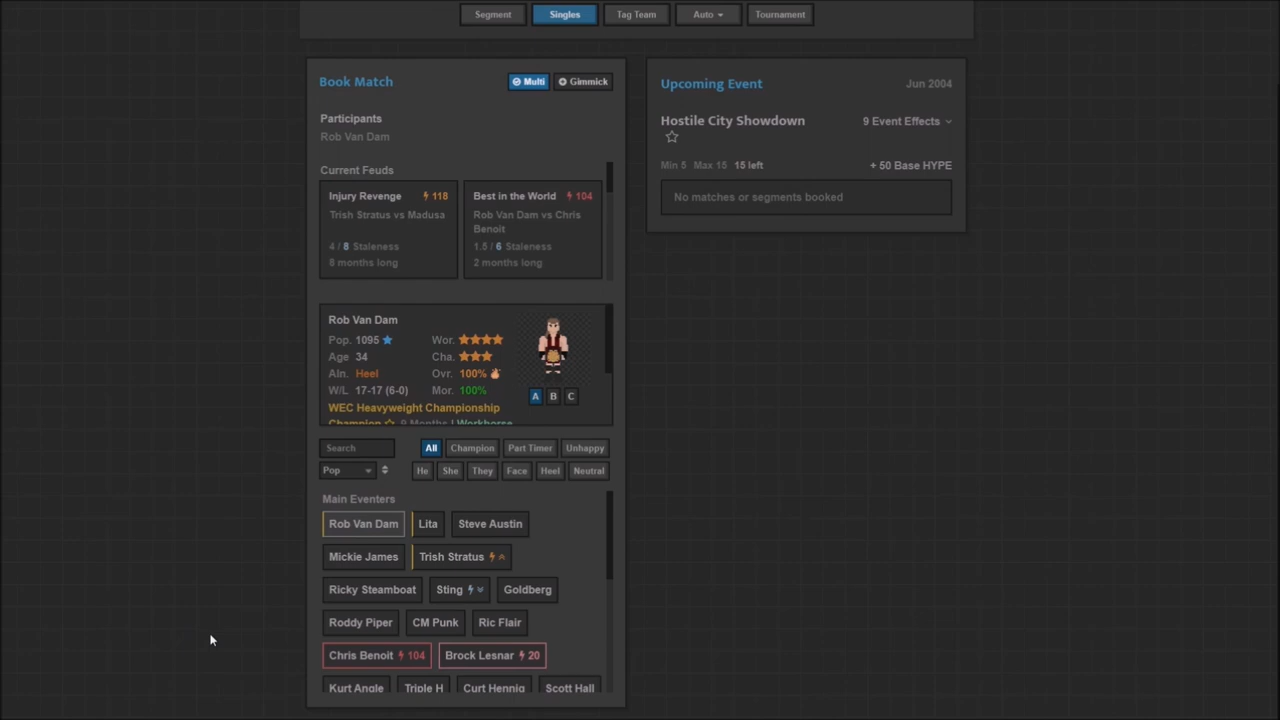 Segment Singles Tag Team Auto Tournament
Book Match Multi Gimmick
Participants
Rob Van Dam
Current Feuds
Injury Revenge 118
Trish Stratus vs Madusa
4 / 8 Staleness
8 months long
Best in the World 104
Rob Van Dam vs Chris
Benoit
1.5 / 6 Staleness
2 months long
Rob Van Dam
Pop. 1095 Wor.
Age 34 Cha.
Aln. Heel Ovr. 100%
W/L 17-17 (6-0) Mor. 100%
A B C
WEC Heavyweight Championship
Champion 9 Months | Workhorse
Search All Champion Part Timer Unhappy
Pop He She They Face Heel Neutral
Main Eventers
Rob Van Dam Lita Steve Austin
Mickie James Trish Stratus
Ricky Steamboat Sting Goldberg
Roddy Piper CM Punk Ric Flair
Chris Benoit 104 Brock Lesnar 20
Kurt Angle Triple H Curt Hennig Scott Hall
Upcoming Event Jun 2004
Hostile City Showdown 9 Event Effects
Min 5 Max 15 15 left + 50 Base HYPE
No matches or segments booked